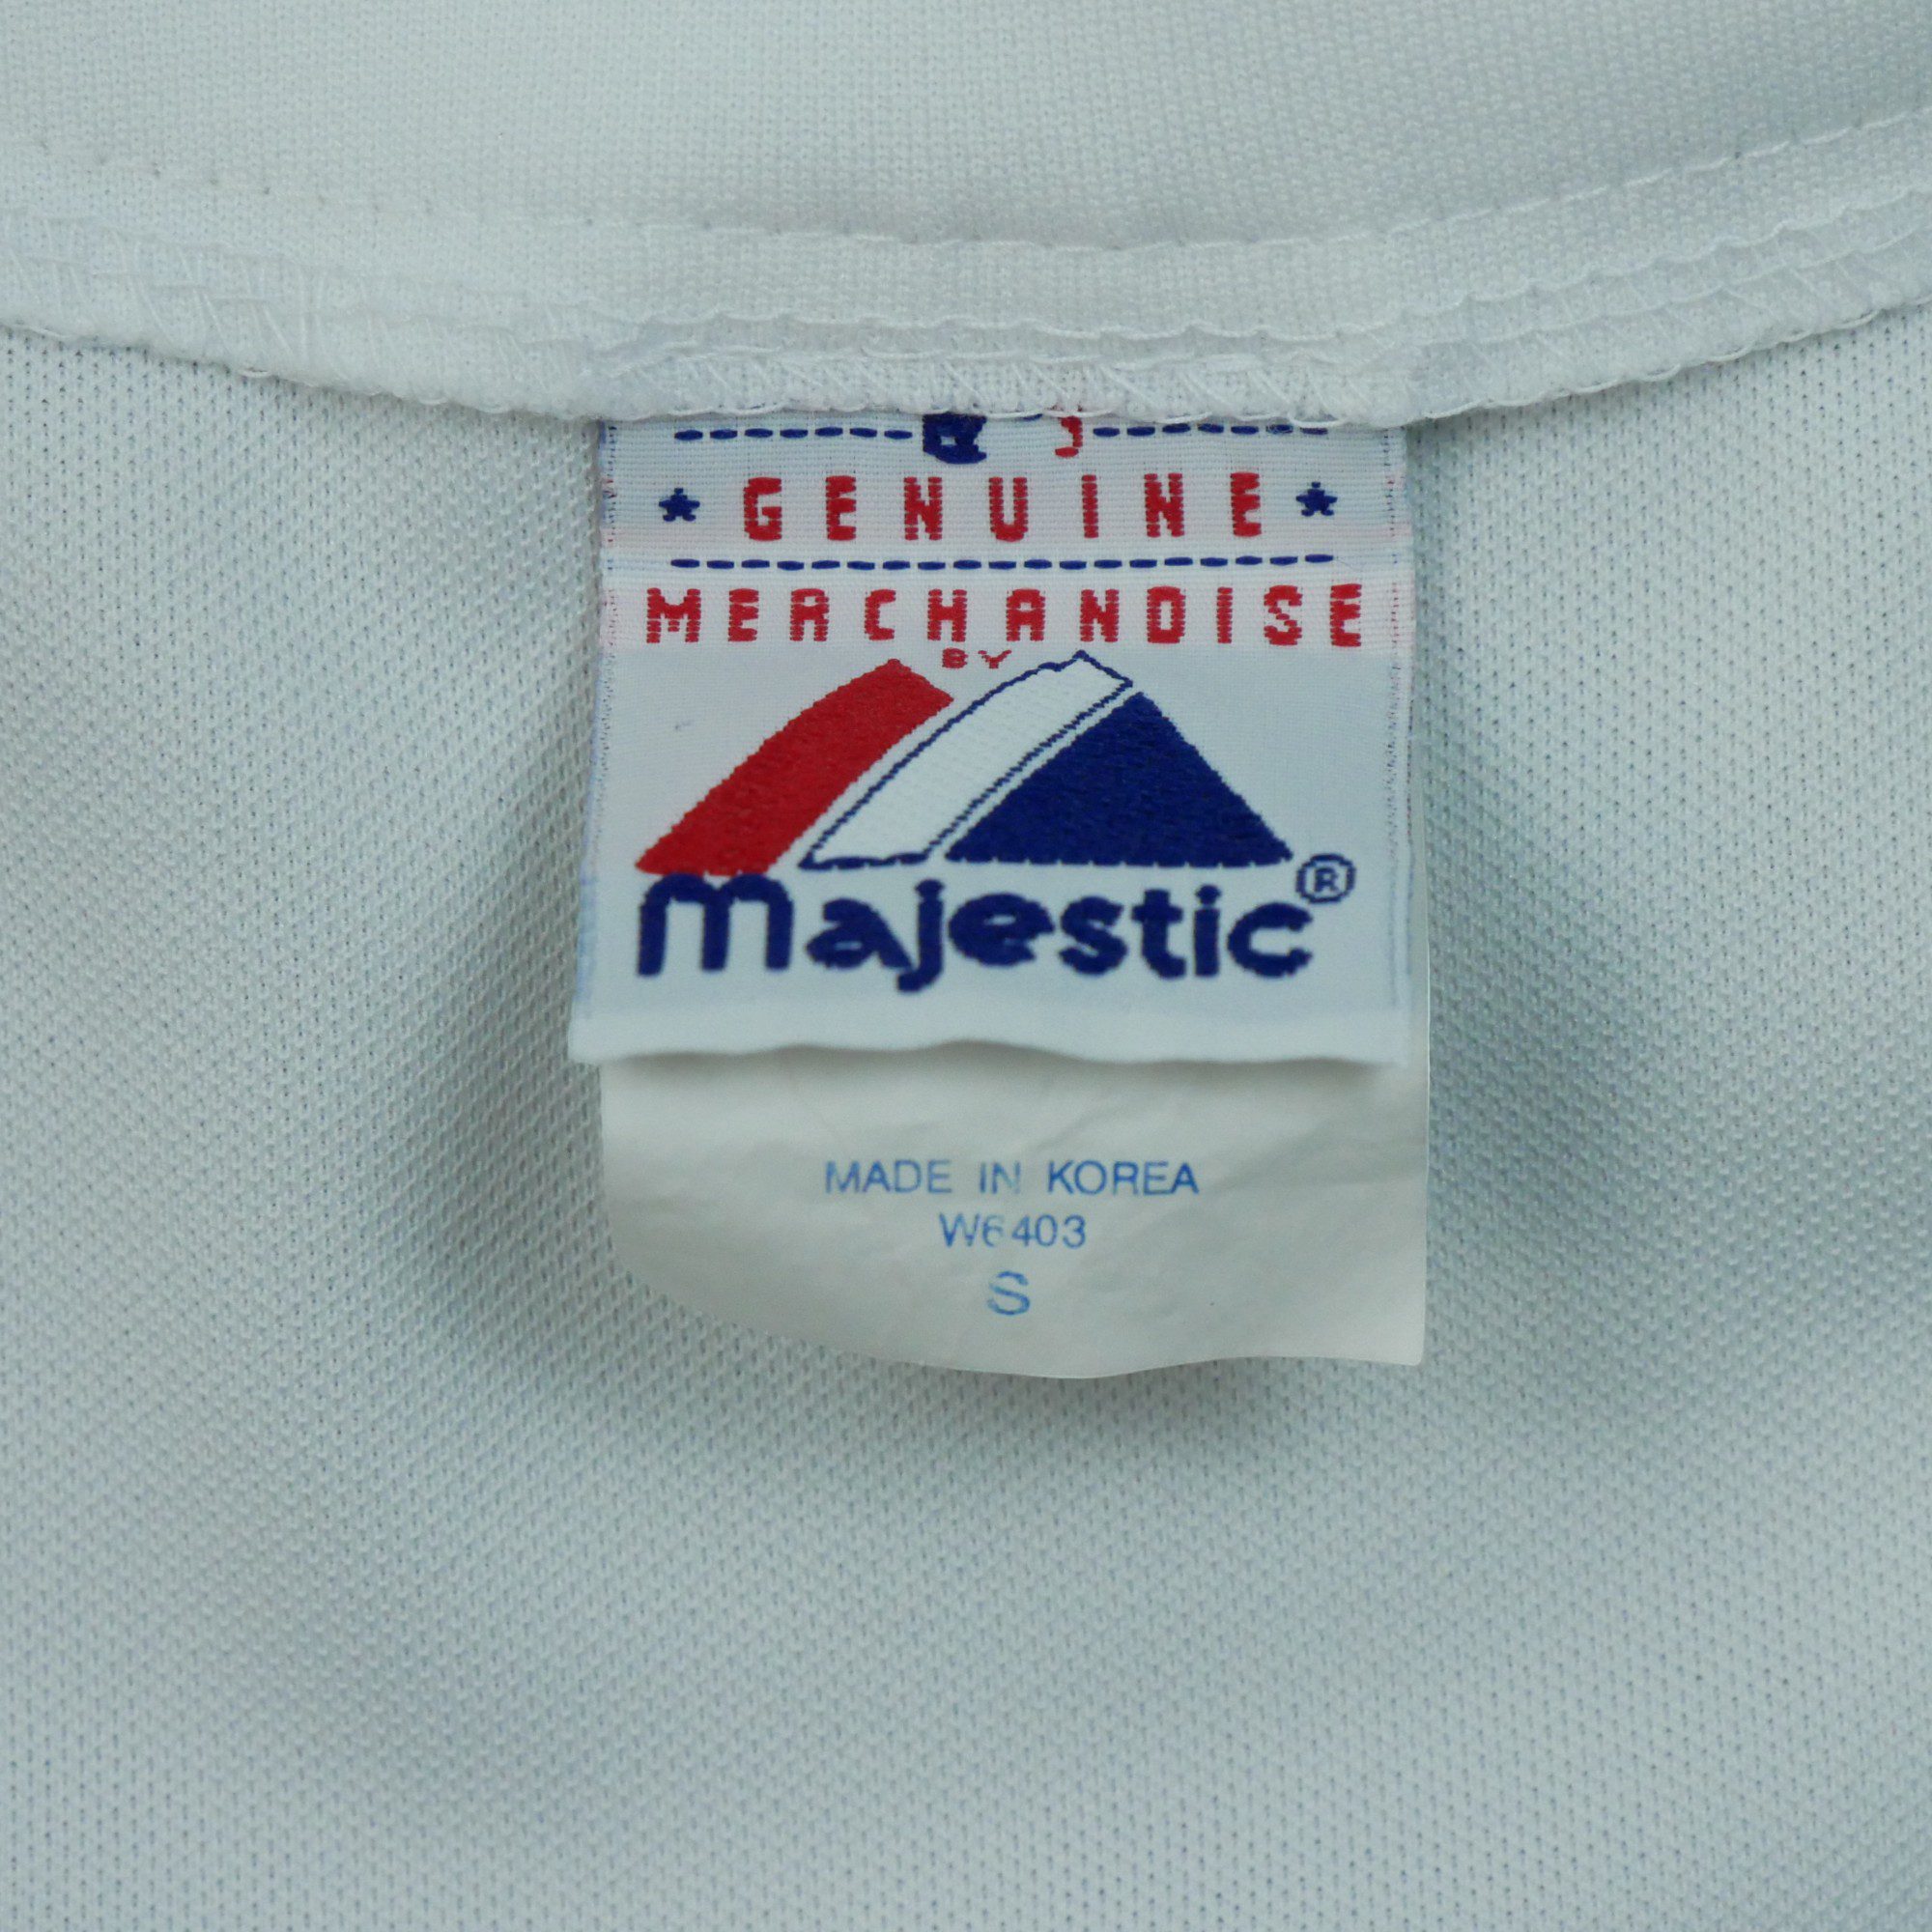 GENUINE
MERCHANDISE
BY
Majestic®
MADE IN KOREA
W6403
S